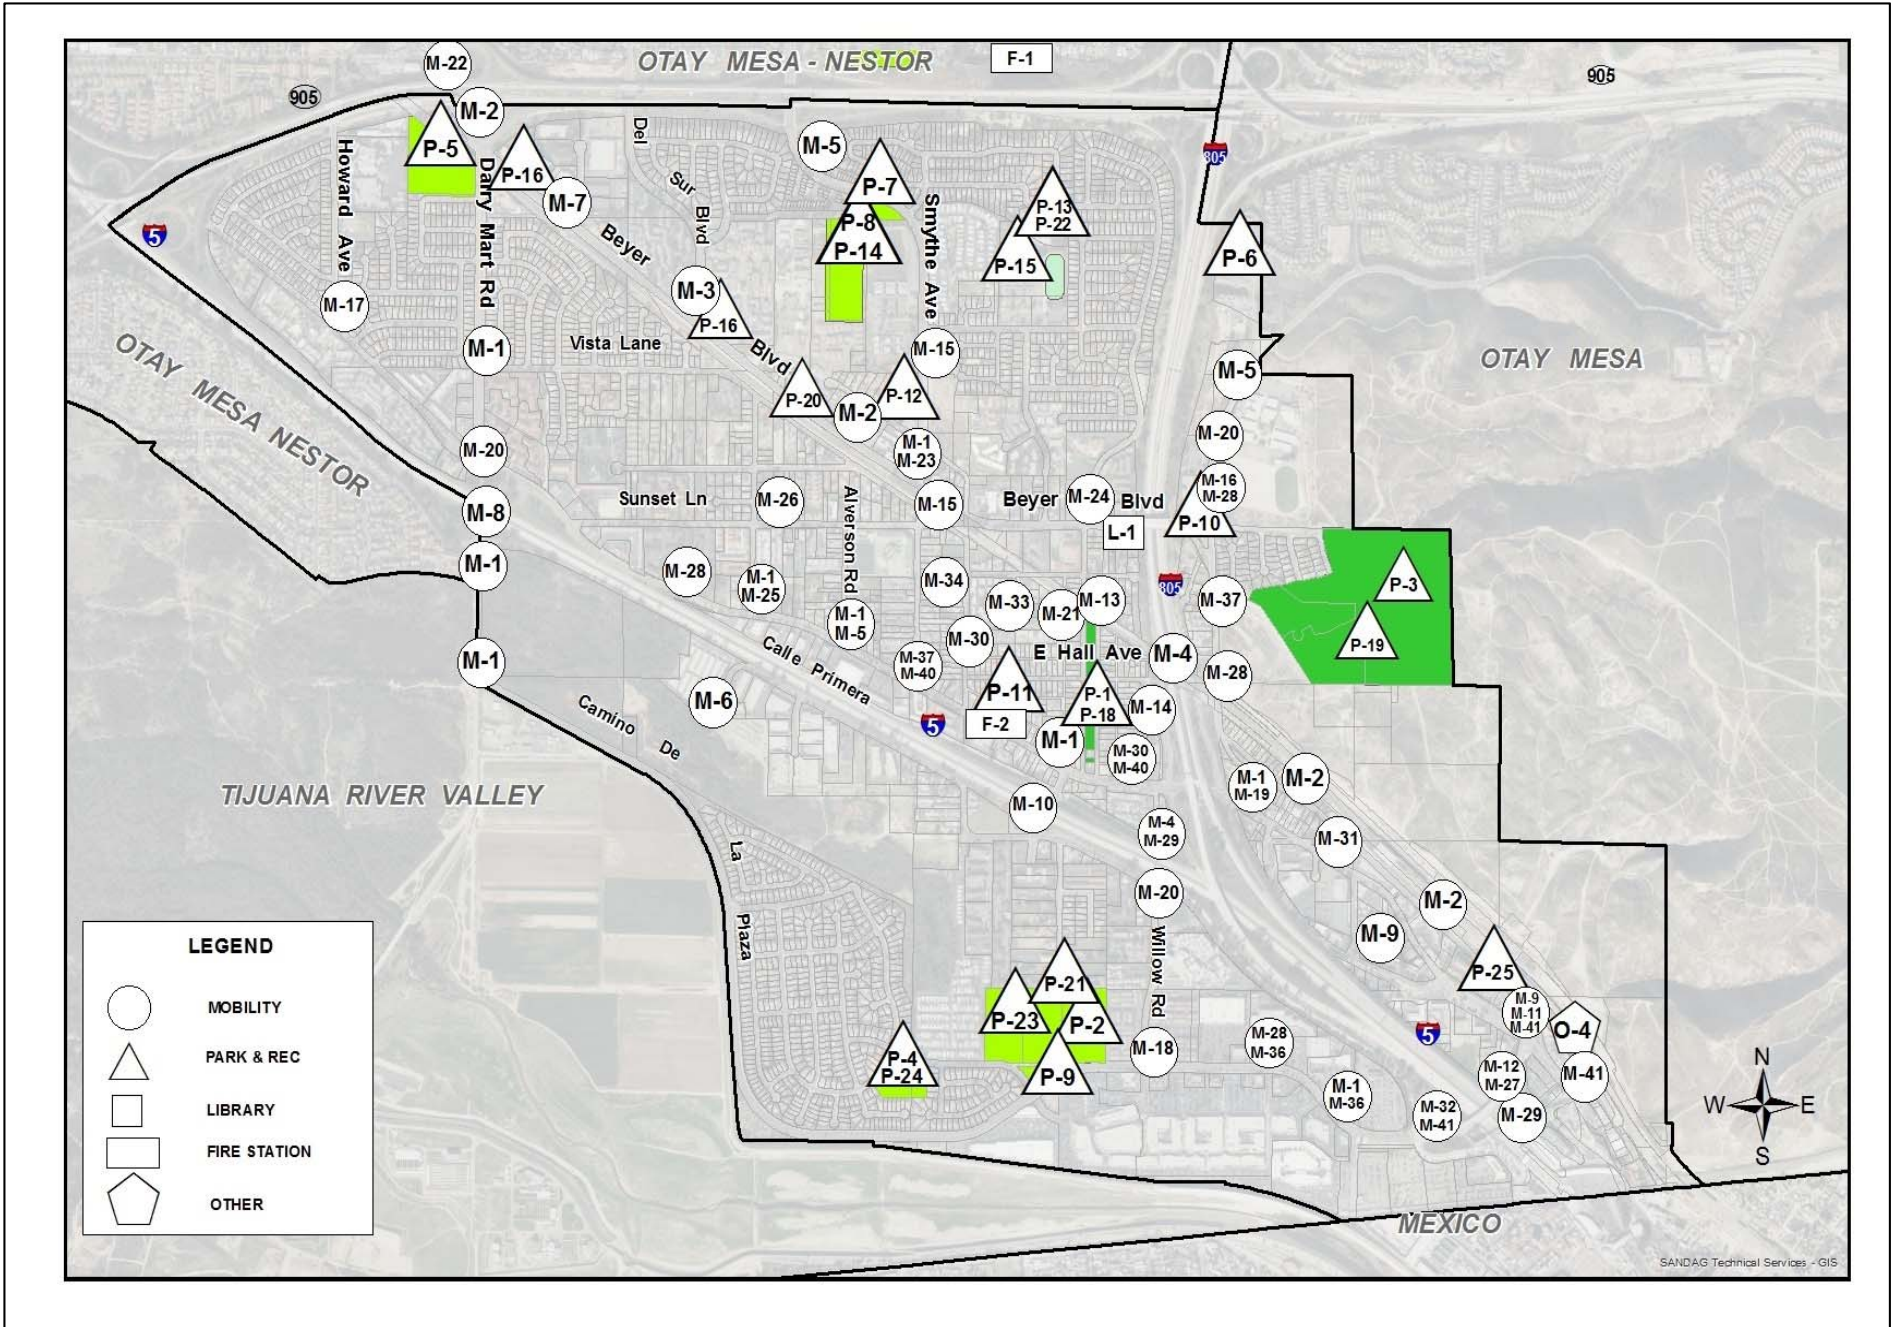 OTAY MESA - NESTOR
F-1
M-22
905
905
M-2
P-5
Howard Ave
Dairy Mart Rd
P-16
M-7
Del
Sur
Blvd
M-5
P-7
P-8
P-14
Smythe Ave
P-13
P-22
P-15
805
P-6
5
Beyer
M-3
P-16
Blvd
M-17
M-1
Vista Lane
M-15
OTAY MESA
M-5
P-20
P-12
M-2
OTAY MESA NESTOR
M-20
M-1
M-23
M-20
M-16
M-28
P-10
Sunset Ln
M-26
Alverson Rd
M-15
Beyer
M-24
Blvd
L-1
M-8
M-1
M-28
M-1
M-25
M-34
M-33
M-21
M-13
805
M-37
P-3
P-19
M-1
M-5
M-30
E Hall Ave
M-4
M-28
M-1
Calle Primera
M-37
M-40
P-11
F-2
P-1
P-18
M-14
M-6
5
M-1
M-30
M-40
Camino De
La
Plaza
TIJUANA RIVER VALLEY
M-10
M-1
M-19
M-2
M-4
M-29
M-31
M-20
M-2
M-9
Willow Rd
P-25
P-21
P-23
P-2
P-9
P-4
P-24
M-18
M-28
M-36
5
M-9
M-11
M-41
O-4
M-12
M-27
M-41
M-1
M-36
M-32
M-41
M-29
LEGEND
MOBILITY
PARK & REC
LIBRARY
FIRE STATION
OTHER
N
W
E
S
MEXICO
SANDAG Technical Services - GIS